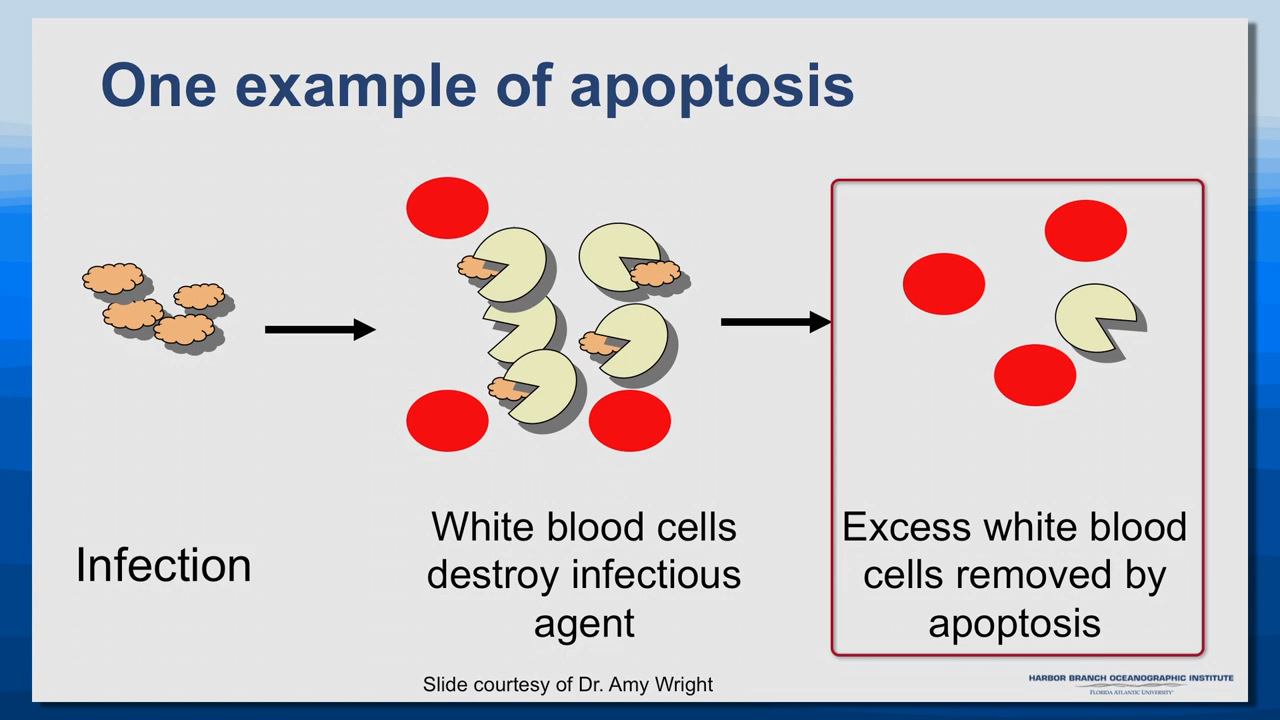 One example of apoptosis
Infection
White blood cells
destroy infectious
agent
Excess white blood
cells removed by
apoptosis
Slide courtesy of Dr. Amy Wright
HARBOR BRANCH OCEANOGRAPHIC INSTITUTE
FLORIDA ATLANTIC UNIVERSITY